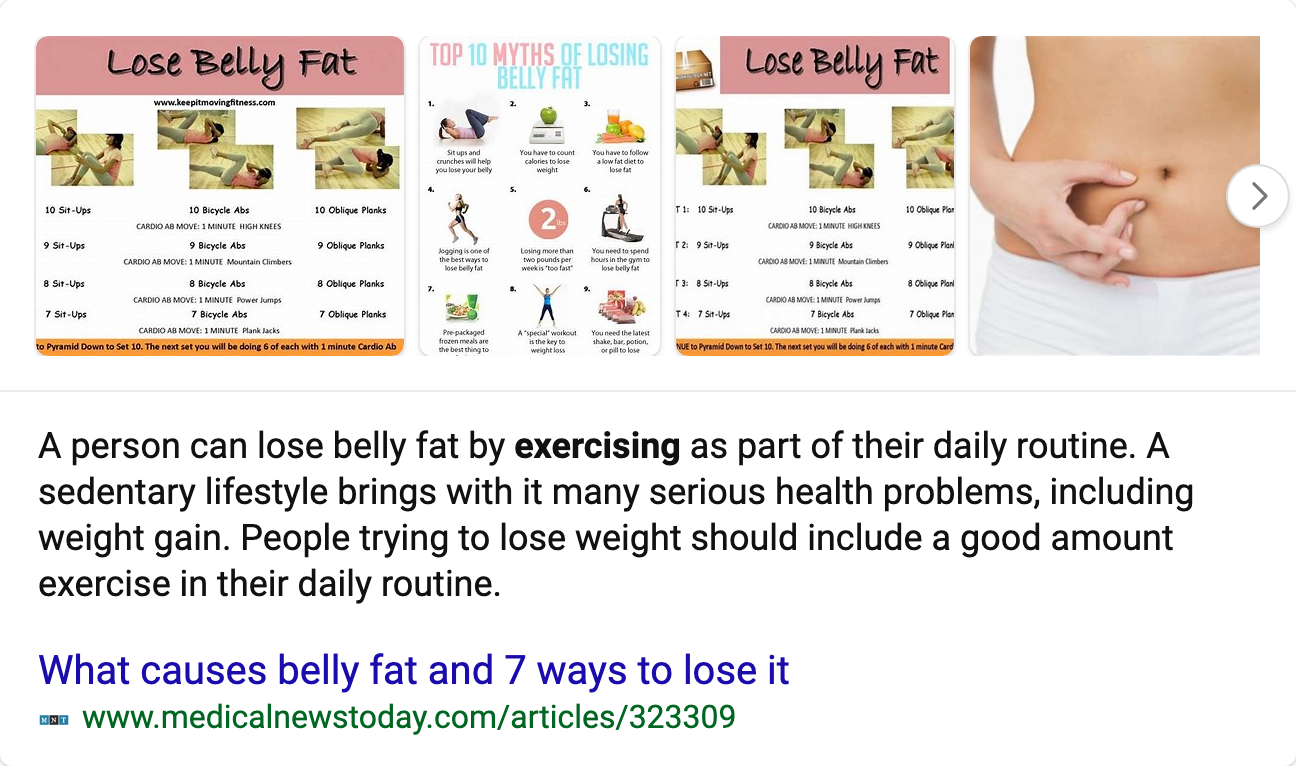 Lose Belly Fat
www.keepitmovingfitness.com
10 Sit-Ups
10 Bicycle Abs
10 Oblique Planks
CARDIO AB MOVE: 1 MINUTE HIGH KNEES
9 Sit-Ups
9 Bicycle Abs
9 Oblique Planks
CARDIO AB MOVE: 1 MINUTE Mountain Climbers
8 Sit-Ups
8 Bicycle Abs
8 Oblique Planks
CARDIO AB MOVE: 1 MINUTE Power Jumps
7 Sit-Ups
7 Bicycle Abs
7 Oblique Planks
CARDIO AB MOVE: 1 MINUTE Plank Jacks
to Pyramid Down to Set 10. The next set you will be doing 6 of each with 1 minute Cardio Ab
TOP 10 MYTHS OF LOSING
BELLY FAT
1.
Sit ups and
crunches will help
you lose your belly
2.
You have to count
calories to lose
weight
3.
You have to follow
a low fat diet to
lose fat
4.
Jogging is one of
the best ways to
lose belly fat
5.
2 lbs
Losing more than
two pounds per
week is "too fast"
6.
You need to spend
hours in the gym to
lose belly fat
7.
Pre-packaged
frozen meals are
the best thing to
8.
A "special" workout
is the key to
weight loss
9.
You need the latest
shake, bar, potion,
or pill to lose
Lose Belly Fat
T 1: 10 Sit-Ups
10 Bicycle Abs
10 Oblique Plan
CARDIO AB MOVE: 1 MINUTE HIGH KNEES
T 2: 9 Sit-Ups
9 Bicycle Abs
9 Oblique Plan
CARDIO AB MOVE: 1 MINUTE Mountain Climbers
T 3: 8 Sit-Ups
8 Bicycle Abs
8 Oblique Plan
CARDIO AB MOVE: 1 MINUTE Power Jumps
T 4: 7 Sit-Ups
7 Bicycle Abs
7 Oblique Plan
CARDIO AB MOVE: 1 MINUTE Plank Jacks
NUE to Pyramid Down to Set 10. The next set you will be doing 6 of each with 1 minute Card
A person can lose belly fat by exercising as part of their daily routine. A
sedentary lifestyle brings with it many serious health problems, including
weight gain. People trying to lose weight should include a good amount
exercise in their daily routine.
What causes belly fat and 7 ways to lose it
MNT www.medicalnewstoday.com/articles/323309